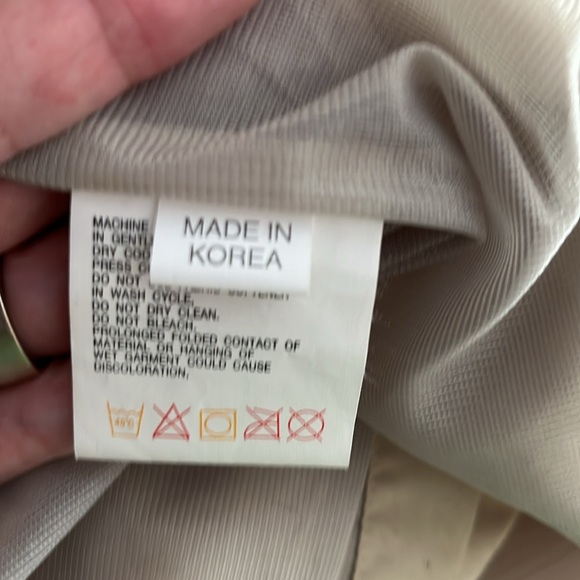 MADE IN
KOREA
MACHINE
IN GENTL
DRY COO
PRESS O
DO NOT
IN WASH CYCLE.
DO NOT DRY CLEAN.
DO NOT BLEACH.
PROLONGED FOLDED CONTACT OF
MATERIAL, OR HANGING OF
WET GARMENT COULD CAUSE
DISCOLORATION.